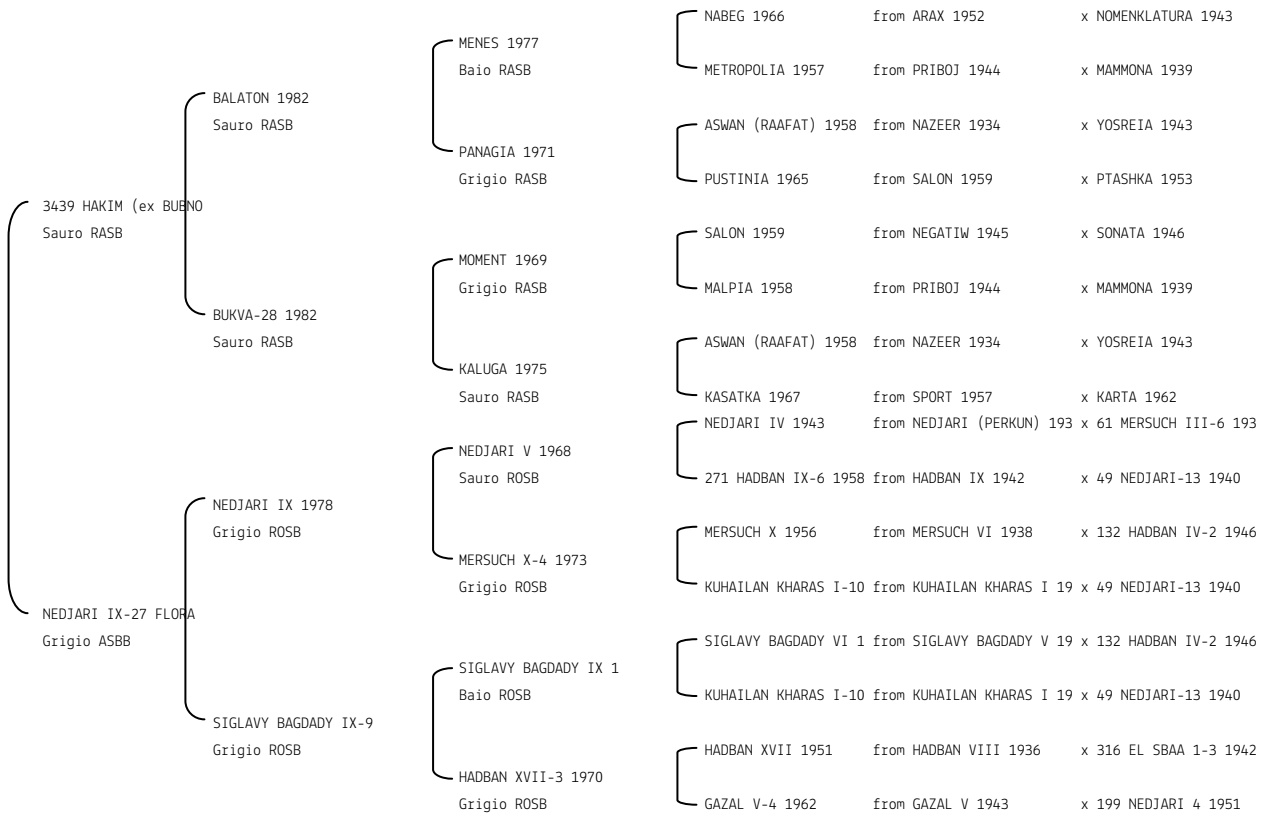 NABEG 1966 from ARAX 1952 x NOMENKLATURA 1943
MENES 1977
Baio RASB METROPOLIA 1957 from PRIBOJ 1944 x MAMMONA 1939
BALATON 1982
Sauro RASB ASWAN (RAAFAT) 1958 from NAZEER 1934 x YOSREIA 1943
PANAGIA 1971
Grigio RASB PUSTINIA 1965 from SALON 1959 x PTASHKA 1953
3439 HAKIM (ex BUENO
Sauro RASB SALON 1959 from NEGATIW 1945 x SONATA 1946
MOMENT 1969
Grigio RASB MALPIA 1958 from PRIBOJ 1944 x MAMMONA 1939
BUKVA-28 1982
Sauro RASB ASWAN (RAAFAT) 1958 from NAZEER 1934 x YOSREIA 1943
KALUGA 1975
Sauro RASB KASATKA 1967 from SPORT 1957 x KARTA 1962
NEDJARI IV 1943 from NEDJARI (PERKUN) 193 x 61 MERSUCH III-6 193
NEDJARI V 1968
Sauro ROSB 271 HADBAN IX-6 1958 from HADBAN IX 1942 x 49 NEDJARI-13 1940
NEDJARI IX 1978
Grigio ROSB MERSUCH X 1956 from MERSUCH VI 1938 x 132 HADBAN IV-2 1946
MERSUCH X-4 1973
Grigio ROSB KUHAILAN KHARAS I-10 from KUHAILAN KHARAS I 19 x 49 NEDJARI-13 1940
NEDJARI IX-27 FLORA
Grigio ASBB SIGLAVY BAGDADY VI 1 from SIGLAVY BAGDADY V 19 x 132 HADBAN IV-2 1946
SIGLAVY BAGDADY IX 1
Baio ROSB KUHAILAN KHARAS I-10 from KUHAILAN KHARAS I 19 x 49 NEDJARI-13 1940
SIGLAVY BAGDADY IX-9
Grigio ROSB HADBAN XVII 1951 from HADBAN VIII 1936 x 316 EL SBAA 1-3 1942
HADBAN XVII-3 1970
Grigio ROSB GAZAL V-4 1962 from GAZAL V 1943 x 199 NEDJARI 4 1951